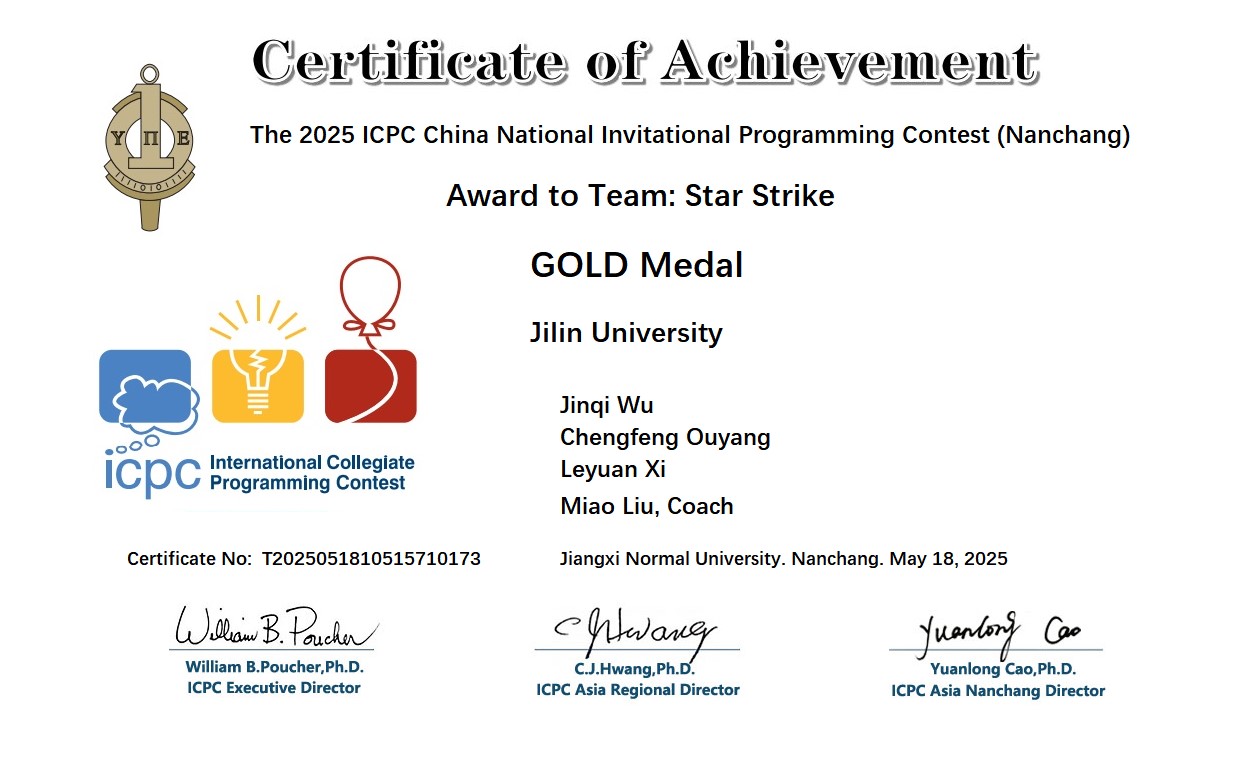 Certificate of Achievement
The 2025 ICPC China National Invitational Programming Contest (Nanchang)
Υ Π Ε
Award to Team: Star Strike
GOLD Medal
Jilin University
Jinqi Wu
Chengfeng Ouyang
Leyuan Xi
Miao Liu, Coach
icpc International Collegiate
Programming Contest
Certificate No: T2025051810515710173
Jiangxi Normal University. Nanchang. May 18, 2025
William B. Poucher
C J Hwang
Yuanlong Cao
William B.Poucher,Ph.D.
C.J.Hwang,Ph.D.
Yuanlong Cao,Ph.D.
ICPC Executive Director
ICPC Asia Regional Director
ICPC Asia Nanchang Director